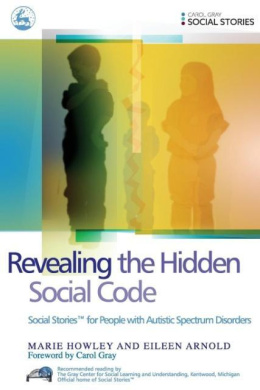 CAROL GRAY
SOCIAL STORIES
Revealing the Hidden
Social Code
Social Stories™ for People with Autistic Spectrum Disorders
MARIE HOWLEY AND EILEEN ARNOLD
Foreword by Carol Gray
Recommended reading by
The Gray Center for Social Learning and Understanding, Kentwood, Michigan
Official home of Social Stories™